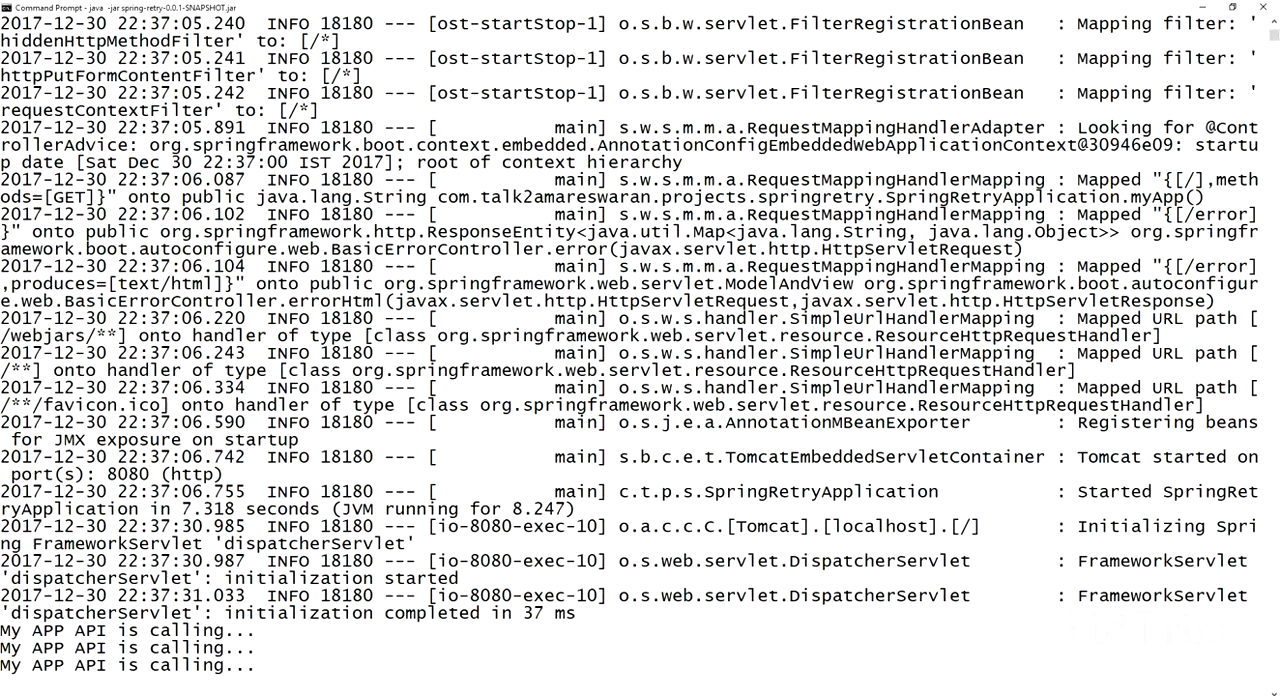 Command Prompt - java  -jar spring-retry-0.0.1-SNAPSHOT.jar
2017-12-30 22:37:05.240  INFO 18180 --- [ost-startStop-1] o.s.b.w.servlet.FilterRegistrationBean   : Mapping filter: '
hiddenHttpMethodFilter' to: [/*]
2017-12-30 22:37:05.241  INFO 18180 --- [ost-startStop-1] o.s.b.w.servlet.FilterRegistrationBean   : Mapping filter: '
httpPutFormContentFilter' to: [/*]
2017-12-30 22:37:05.242  INFO 18180 --- [ost-startStop-1] o.s.b.w.servlet.FilterRegistrationBean   : Mapping filter: '
requestContextFilter' to: [/*]
2017-12-30 22:37:05.891  INFO 18180 --- [           main] s.w.s.m.m.a.RequestMappingHandlerAdapter : Looking for @Cont
rollerAdvice: org.springframework.boot.context.embedded.AnnotationConfigEmbeddedWebApplicationContext@30946e09: startu
p date [Sat Dec 30 22:37:00 IST 2017]; root of context hierarchy
2017-12-30 22:37:06.087  INFO 18180 --- [           main] s.w.s.m.m.a.RequestMappingHandlerMapping : Mapped "{[/],meth
ods=[GET]}" onto public java.lang.String com.talk2amareswaran.projects.springretry.SpringRetryApplication.myApp()
2017-12-30 22:37:06.102  INFO 18180 --- [           main] s.w.s.m.m.a.RequestMappingHandlerMapping : Mapped "{[/error]
}" onto public org.springframework.http.ResponseEntity<java.util.Map<java.lang.String, java.lang.Object>> org.springfr
amework.boot.autoconfigure.web.BasicErrorController.error(javax.servlet.http.HttpServletRequest)
2017-12-30 22:37:06.104  INFO 18180 --- [           main] s.w.s.m.m.a.RequestMappingHandlerMapping : Mapped "{[/error]
,produces=[text/html]}" onto public org.springframework.web.servlet.ModelAndView org.springframework.boot.autoconfigur
e.web.BasicErrorController.errorHtml(javax.servlet.http.HttpServletRequest,javax.servlet.http.HttpServletResponse)
2017-12-30 22:37:06.220  INFO 18180 --- [           main] o.s.w.s.handler.SimpleUrlHandlerMapping  : Mapped URL path [
/webjars/**] onto handler of type [class org.springframework.web.servlet.resource.ResourceHttpRequestHandler]
2017-12-30 22:37:06.243  INFO 18180 --- [           main] o.s.w.s.handler.SimpleUrlHandlerMapping  : Mapped URL path [
/**] onto handler of type [class org.springframework.web.servlet.resource.ResourceHttpRequestHandler]
2017-12-30 22:37:06.334  INFO 18180 --- [           main] o.s.w.s.handler.SimpleUrlHandlerMapping  : Mapped URL path [
/**/favicon.ico] onto handler of type [class org.springframework.web.servlet.resource.ResourceHttpRequestHandler]
2017-12-30 22:37:06.590  INFO 18180 --- [           main] o.s.j.e.a.AnnotationMBeanExporter        : Registering beans
 for JMX exposure on startup
2017-12-30 22:37:06.742  INFO 18180 --- [           main] s.b.c.e.t.TomcatEmbeddedServletContainer : Tomcat started on
 port(s): 8080 (http)
2017-12-30 22:37:06.755  INFO 18180 --- [           main] c.t.p.s.SpringRetryApplication           : Started SpringRet
ryApplication in 7.318 seconds (JVM running for 8.247)
2017-12-30 22:37:30.985  INFO 18180 --- [io-8080-exec-10] o.a.c.c.C.[Tomcat].[localhost].[/]       : Initializing Spri
ng FrameworkServlet 'dispatcherServlet'
2017-12-30 22:37:30.987  INFO 18180 --- [io-8080-exec-10] o.s.web.servlet.DispatcherServlet        : FrameworkServlet
'dispatcherServlet': initialization started
2017-12-30 22:37:31.033  INFO 18180 --- [io-8080-exec-10] o.s.web.servlet.DispatcherServlet        : FrameworkServlet
'dispatcherServlet': initialization completed in 37 ms
My APP API is calling...
My APP API is calling...
My APP API is calling...